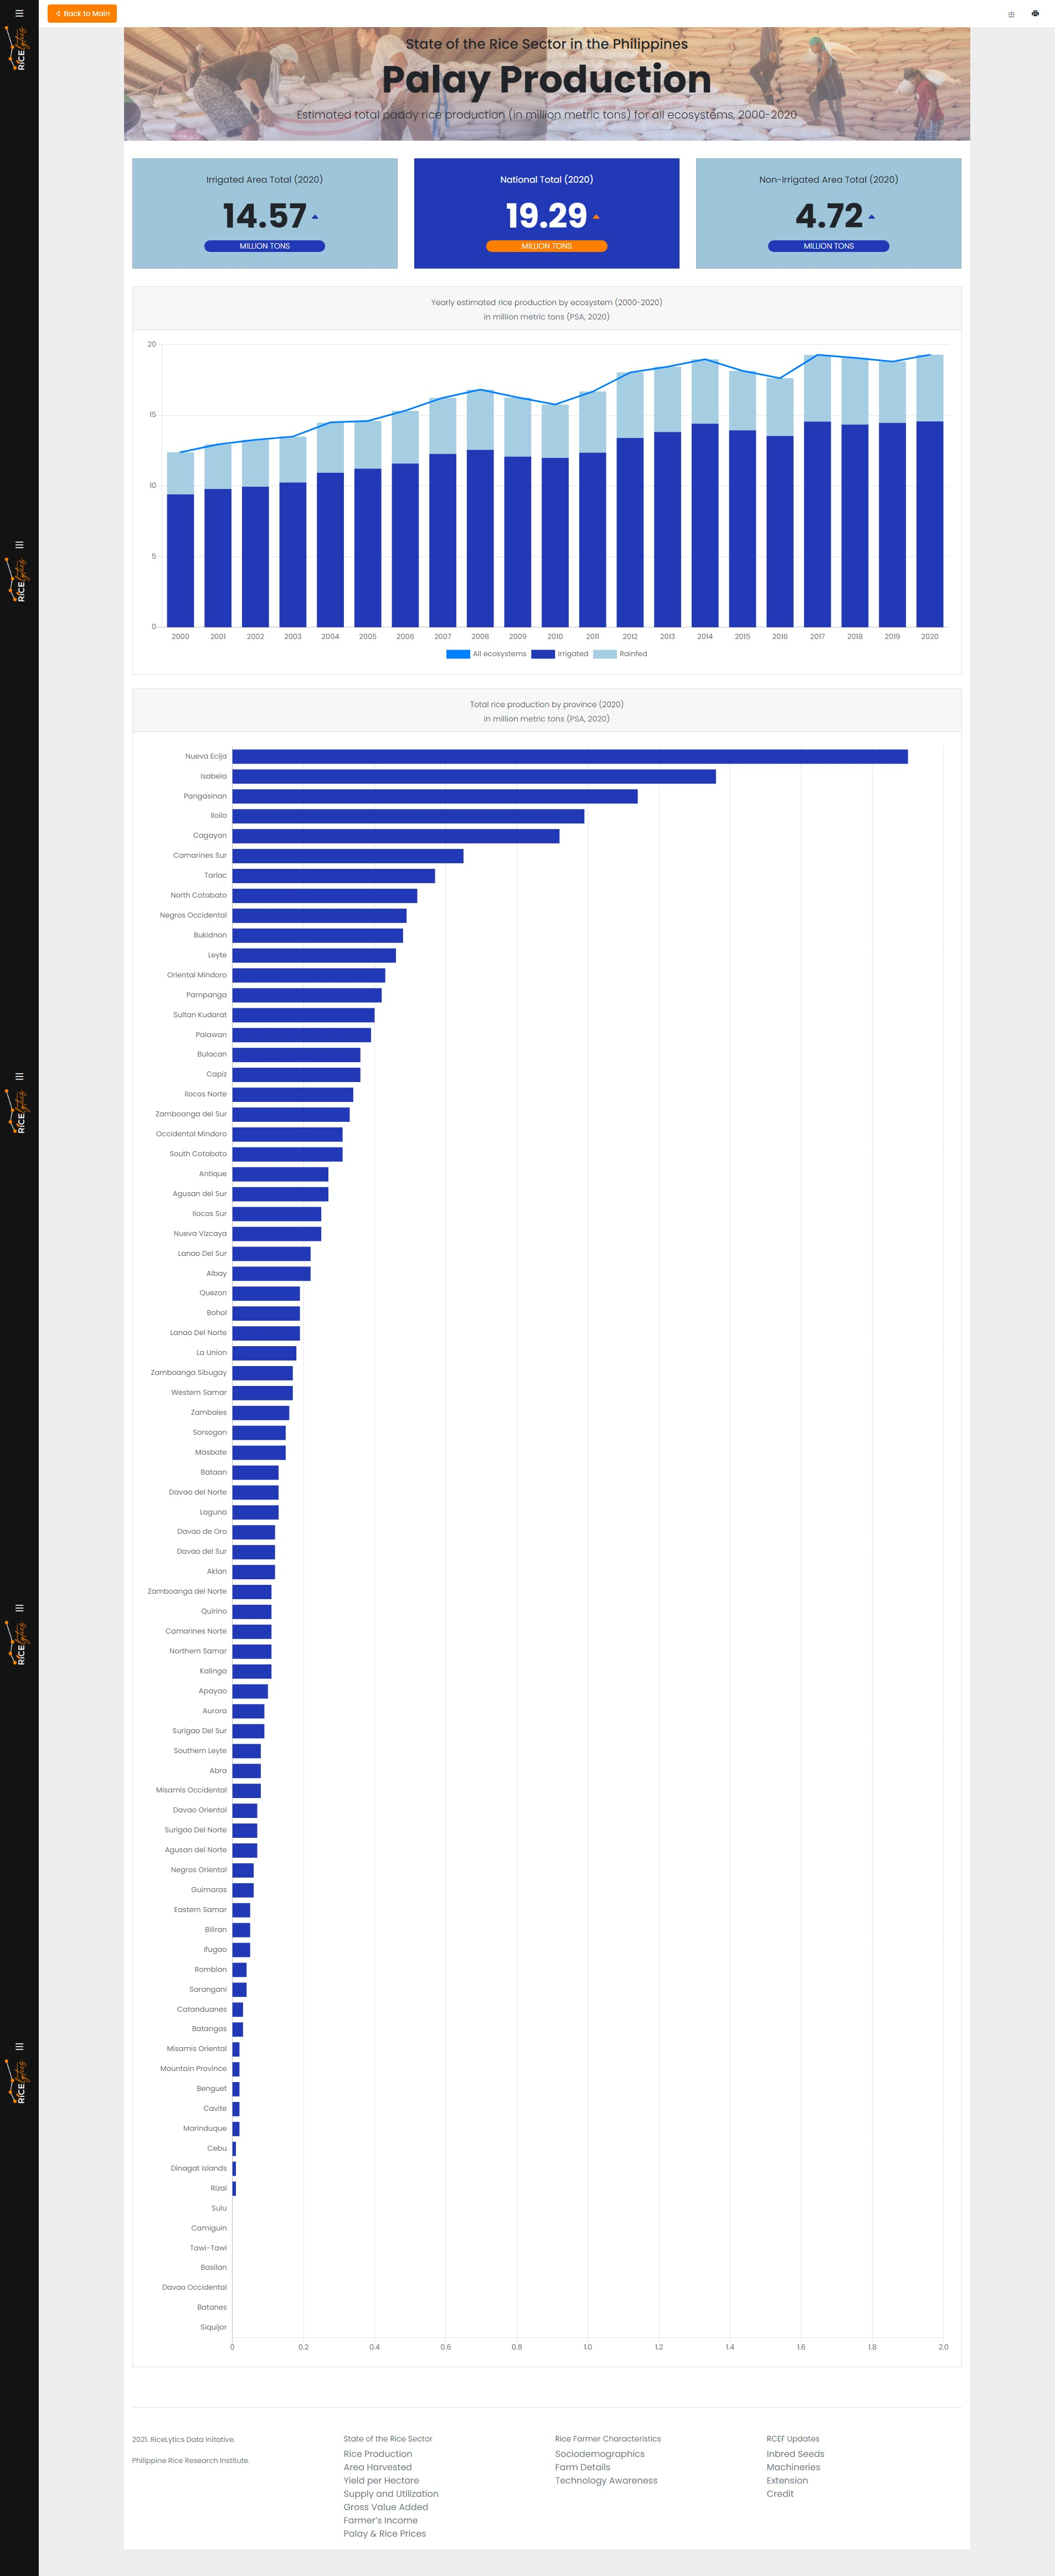 Back to Main
RiCElytics
State of the Rice Sector in the Philippines
Palay Production
Estimated total paddy rice production (in million metric tons) for all ecosystems, 2000-2020
Irrigated Area Total (2020)
14.57
MILLION TONS
National Total (2020)
19.29
MILLION TONS
Non-Irrigated Area Total (2020)
4.72
MILLION TONS
Yearly estimated rice production by ecosystem (2000-2020)
in million metric tons (PSA, 2020)
20
15
10
5
0
2000 2001 2002 2003 2004 2005 2006 2007 2008 2009 2010 2011 2012 2013 2014 2015 2016 2017 2018 2019 2020
All ecosystems Irrigated Rainfed
RiCElytics
Total rice production by province (2020)
in million metric tons (PSA, 2020)
Nueva Ecija
Isabela
Pangasinan
Iloilo
Cagayan
Camarines Sur
Tarlac
North Cotabato
Negros Occidental
Bukidnon
Leyte
Oriental Mindoro
Pampanga
Sultan Kudarat
Palawan
Bulacan
Capiz
Ilocos Norte
Zamboanga del Sur
Occidental Mindoro
South Cotabato
Antique
Agusan del Sur
Ilocos Sur
Nueva Vizcaya
Lanao Del Sur
Albay
Quezon
Bohol
Lanao Del Norte
La Union
Zamboanga Sibugay
Western Samar
Zambales
Sorsogon
Masbate
Bataan
Davao del Norte
Laguna
Davao de Oro
Davao del Sur
Aklan
Zamboanga del Norte
Quirino
Camarines Norte
Northern Samar
Kalinga
Apayao
Aurora
Surigao Del Sur
Southern Leyte
Abra
Misamis Occidental
Davao Oriental
Surigao Del Norte
Agusan del Norte
Negros Oriental
Guimaras
Eastern Samar
Biliran
Ifugao
Romblon
Sarangani
Catanduanes
Batangas
Misamis Oriental
Mountain Province
Benguet
Cavite
Marinduque
Cebu
Dinagat Islands
Rizal
Sulu
Camiguin
Tawi-Tawi
Basilan
Davao Occidental
Batanes
Siquijor
0 0.2 0.4 0.6 0.8 1.0 1.2 1.4 1.6 1.8 2.0
RiCElytics
RiCElytics
RiCElytics
2021. RiceLytics Data Initative.
Philippine Rice Research Institute.
State of the Rice Sector
Rice Production
Area Harvested
Yield per Hectare
Supply and Utilization
Gross Value Added
Farmer's Income
Palay & Rice Prices
Rice Farmer Characteristics
Sociodemographics
Farm Details
Technology Awareness
RCEF Updates
Inbred Seeds
Machineries
Extension
Credit